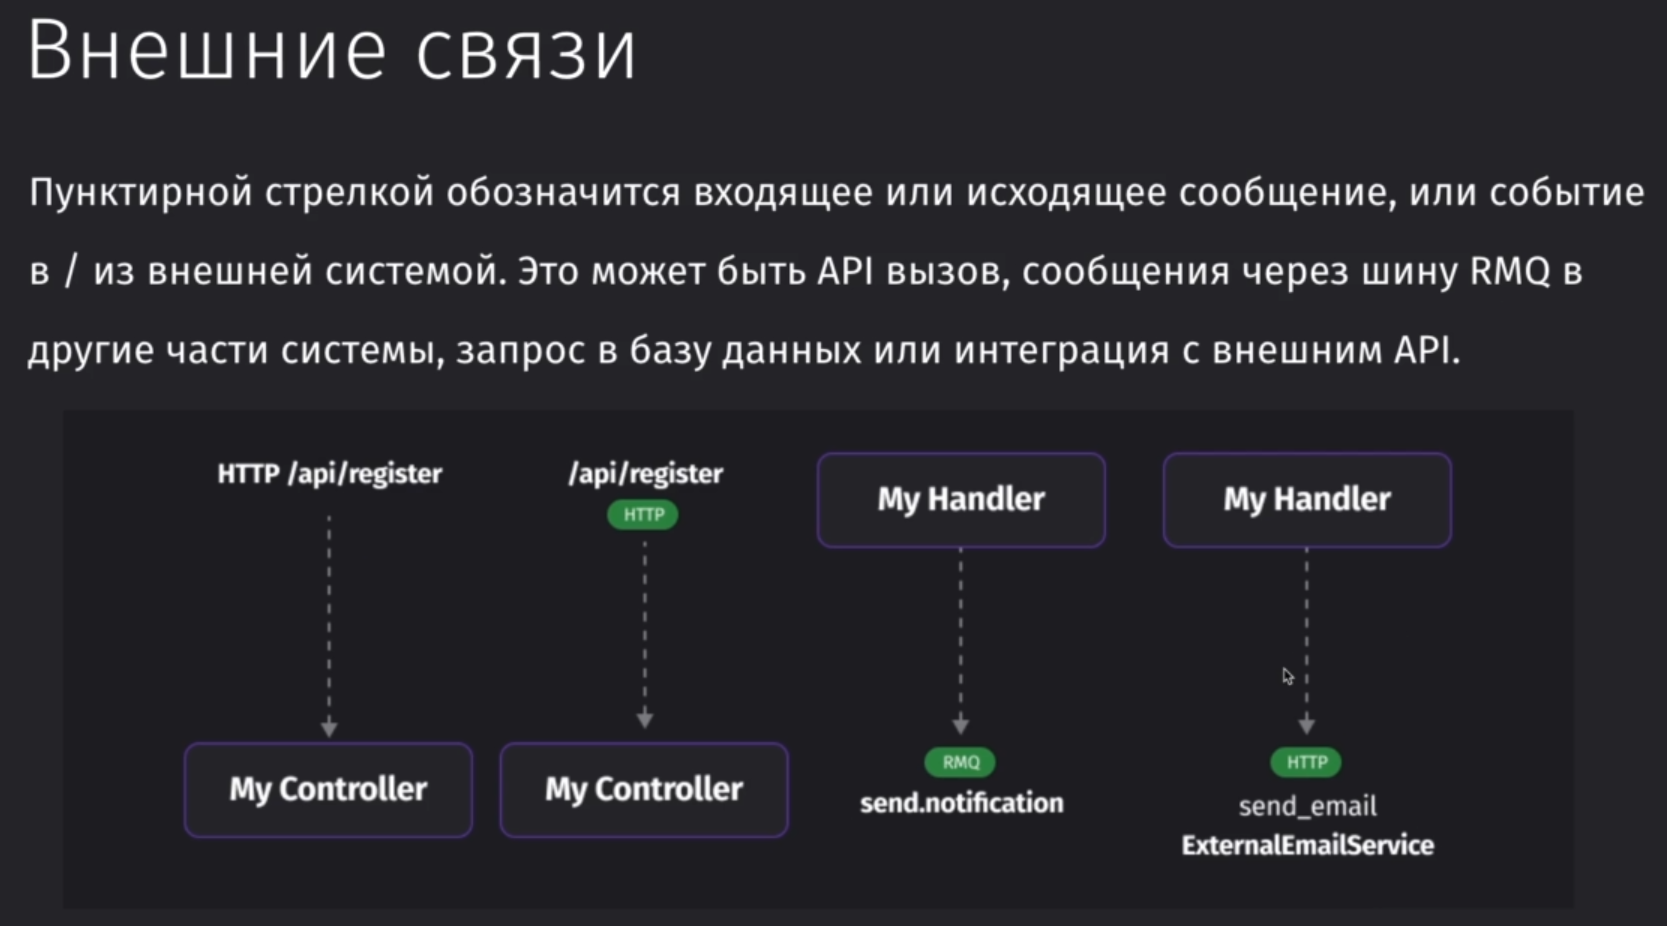 Внешние связи
Пунктирной стрелкой обозначится входящее или исходящее сообщение, или событие
в / из внешней системой. Это может быть API вызов, сообщения через шину RMQ в
другие части системы, запрос в базу данных или интеграция с внешним API.
HTTP /api/register
My Controller
/api/register
HTTP
My Controller
My Handler
RMQ
send.notification
My Handler
HTTP
send_email
ExternalEmailService